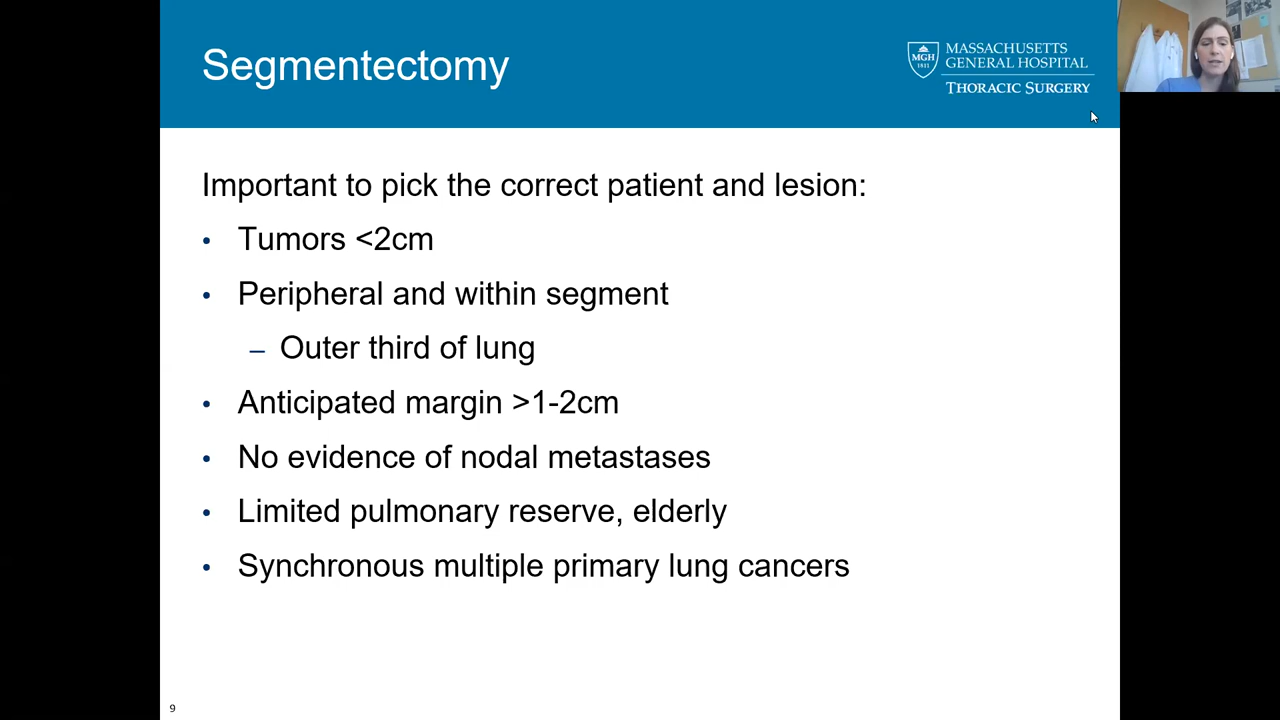 Segmentectomy
MGH
1811
MASSACHUSETTS
GENERAL HOSPITAL
THORACIC SURGERY
Important to pick the correct patient and lesion:
• Tumors <2cm
• Peripheral and within segment
– Outer third of lung
• Anticipated margin >1-2cm
• No evidence of nodal metastases
• Limited pulmonary reserve, elderly
• Synchronous multiple primary lung cancers
9